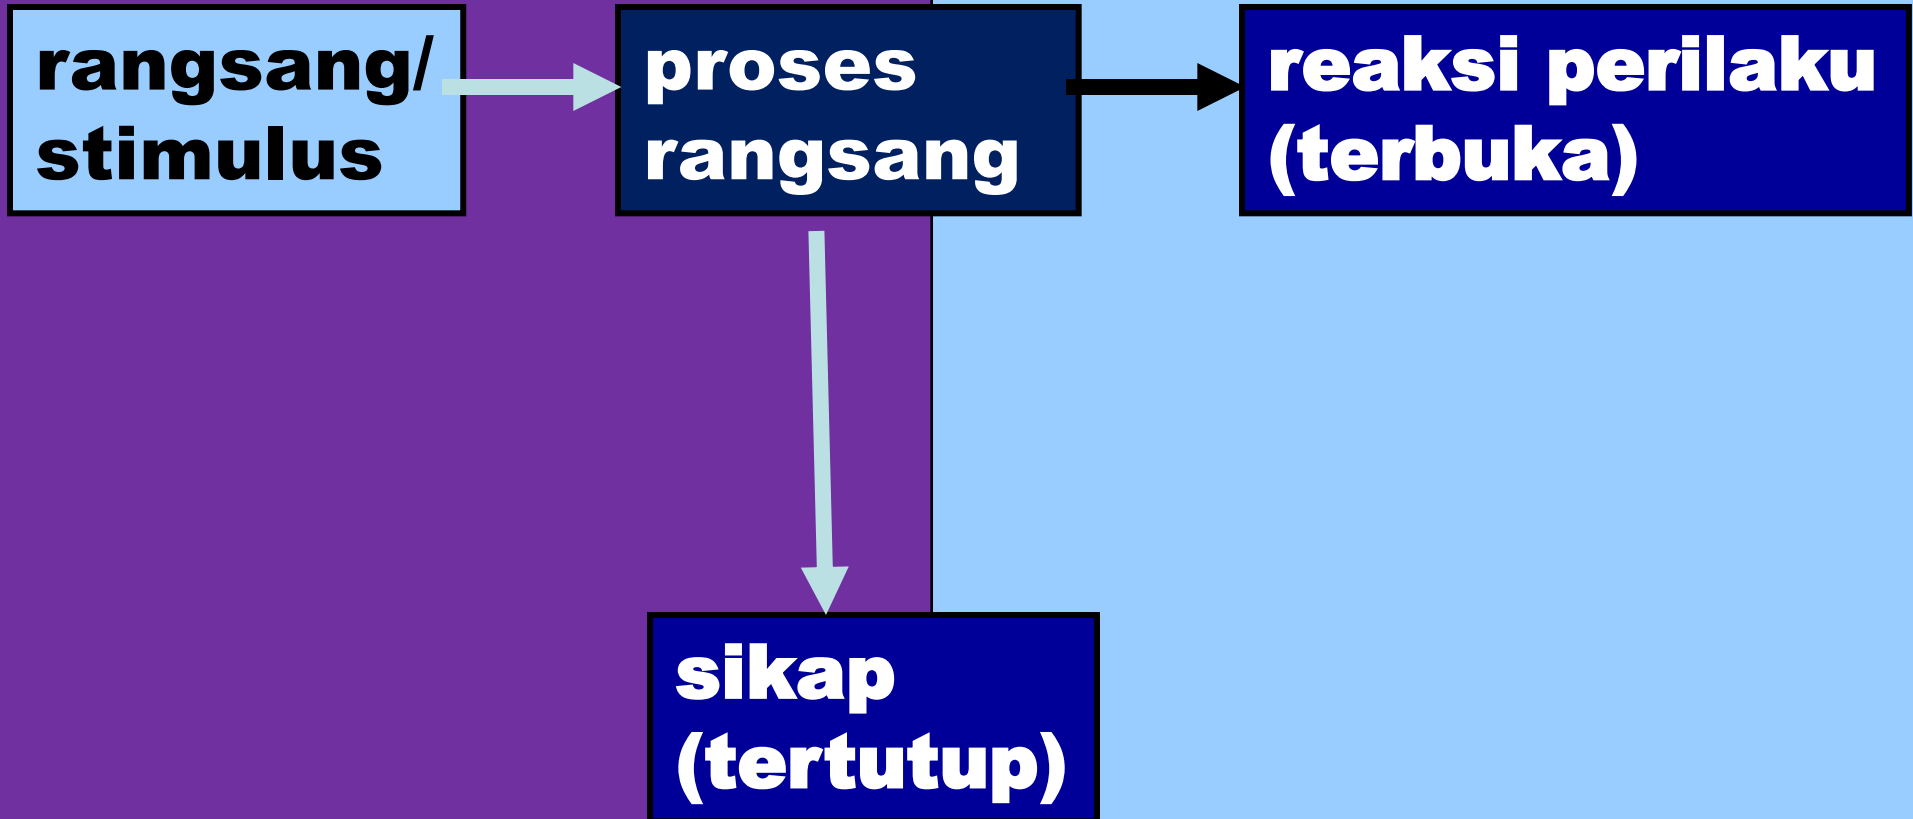 rangsang/
stimulus
proses
rangsang
reaksi perilaku
(terbuka)
sikap
(tertutup)